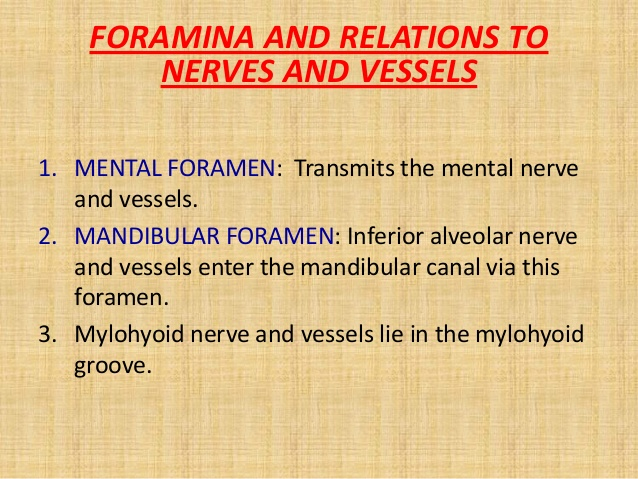 FORAMINA AND RELATIONS TO
NERVES AND VESSELS
1. MENTAL FORAMEN: Transmits the mental nerve
and vessels.
2. MANDIBULAR FORAMEN: Inferior alveolar nerve
and vessels enter the mandibular canal via this
foramen.
3. Mylohyoid nerve and vessels lie in the mylohyoid
groove.